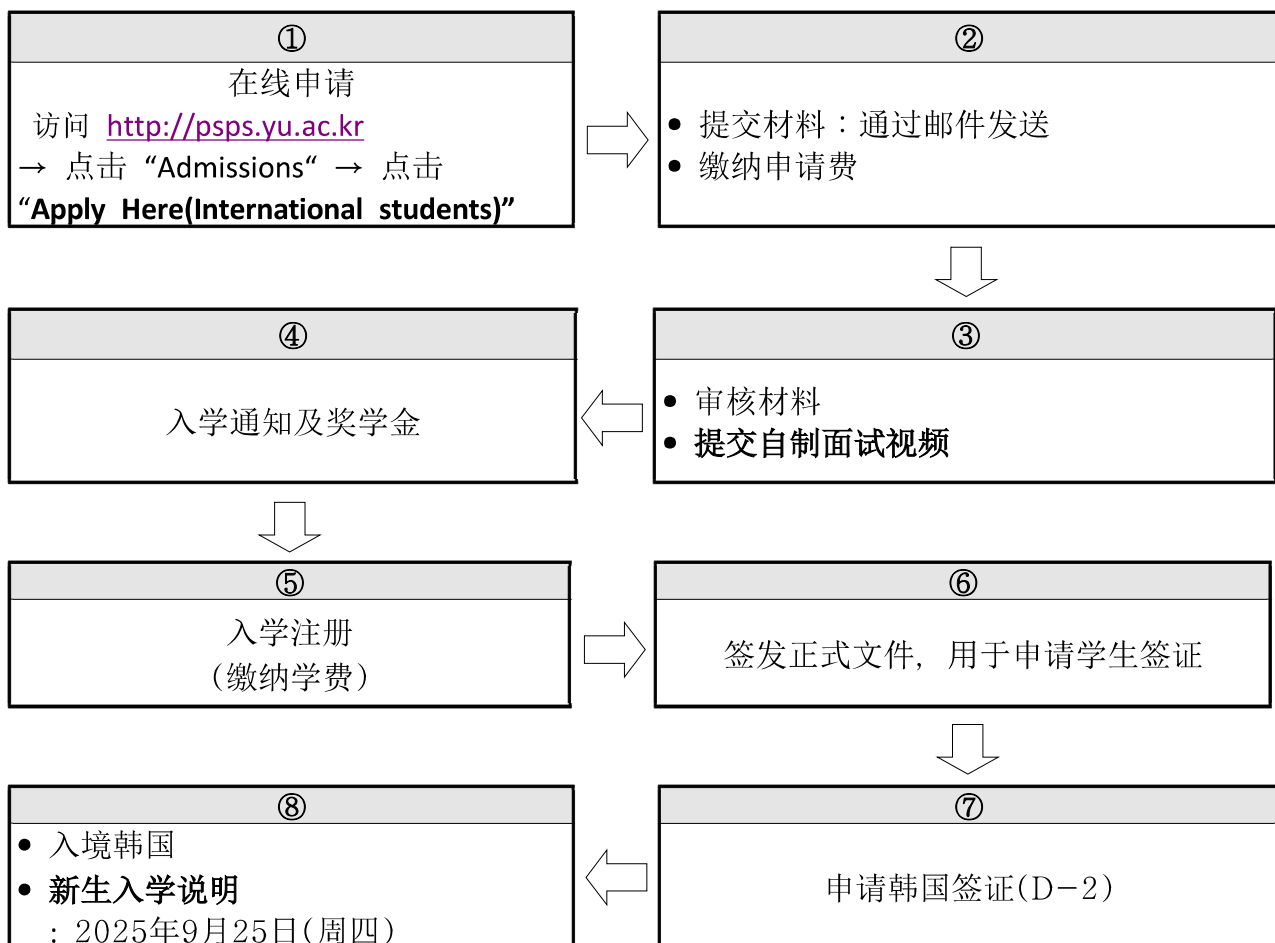 ①
在线申请
访问 http://psps.yu.ac.kr
→ 点击 “Admissions“ → 点击
“Apply Here(International students)”
②
• 提交材料：通过邮件发送
• 缴纳申请费
③
• 审核材料
• 提交自制面试视频
④
入学通知及奖学金
⑤
入学注册
(缴纳学费)
⑥
签发正式文件, 用于申请学生签证
⑦
申请韩国签证(D-2)
⑧
• 入境韩国
• 新生入学说明
: 2025年9月25日(周四)